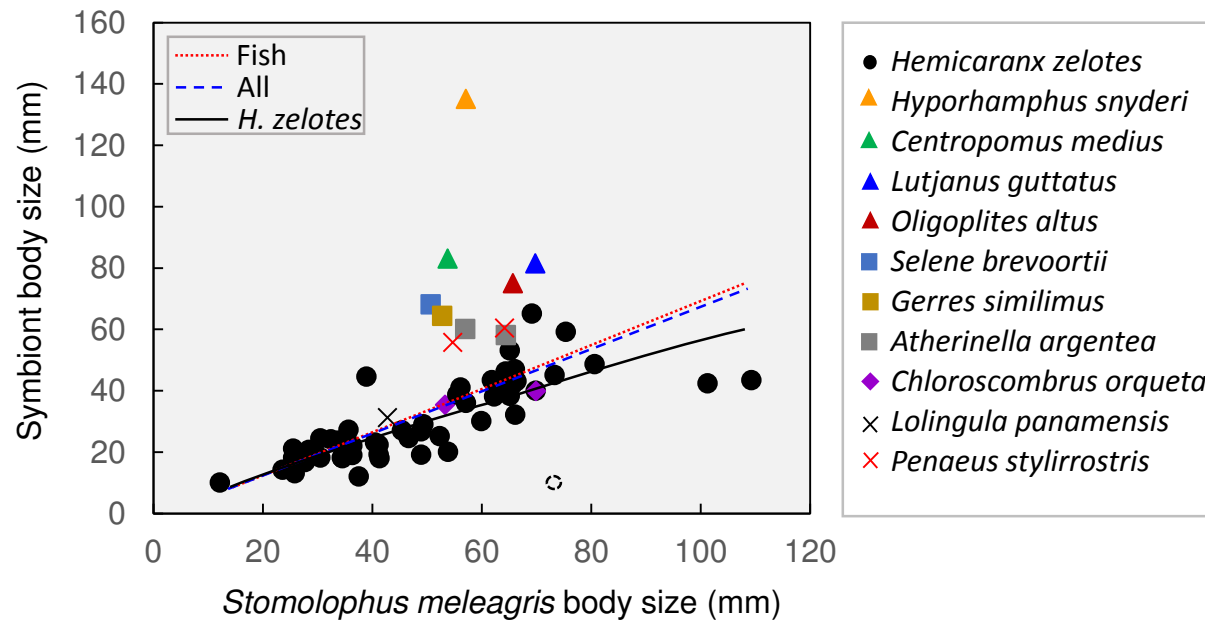 160
140
120
100
80
60
40
20
0
Symbiont body size (mm)
Fish
All
H. zelotes
0 20 40 60 80 100 120
Stomolophus meleagris body size (mm)
Hemicaranx zelotes
Hyporhamphus snyderi
Centropomus medius
Lutjanus guttatus
Oligoplites altus
Selene brevoortii
Gerres similimus
Atherinella argentea
Chloroscombrus orqueta
Lolingula panamensis
Penaeus stylirrostris